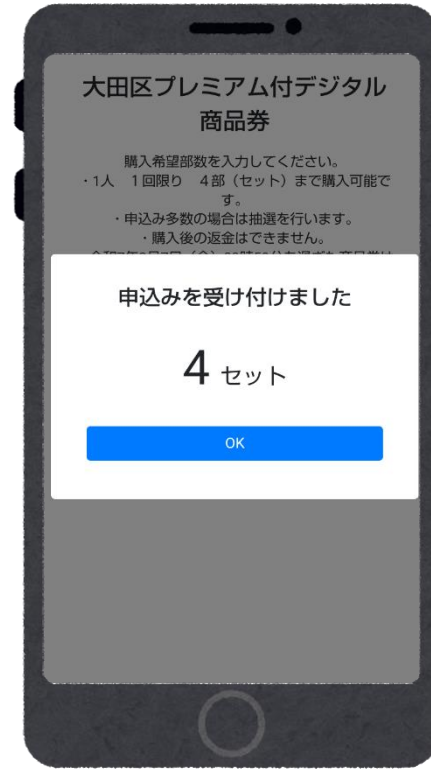 大田区プレミアム付デジタル
商品券
購入希望部数を入力してください。
・1人　1回限り　4部（セット）まで購入可能で
す。
・申込み多数の場合は抽選を行います。
・購入後の返金はできません。
申込みを受け付けました
4 セット
OK